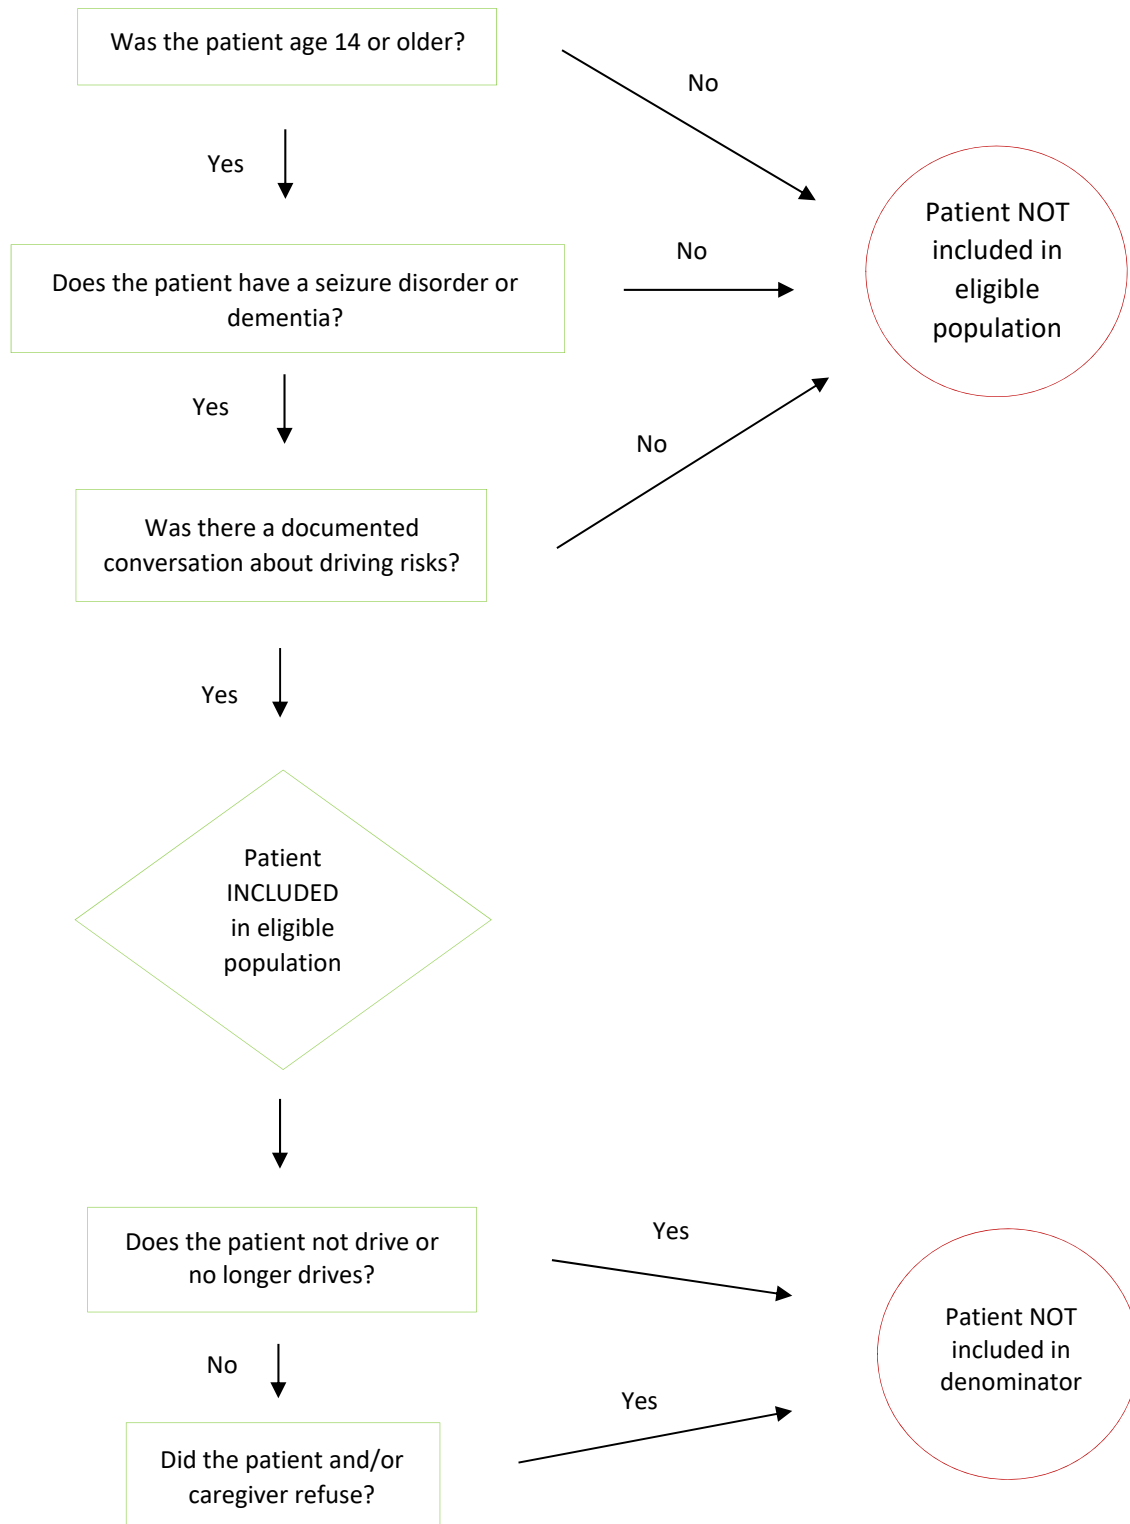 Was the patient age 14 or older?
No
Yes
Patient NOT
included in
eligible
population
No
Does the patient have a seizure disorder or
dementia?
Yes
No
Was there a documented
conversation about driving risks?
Yes
Patient
INCLUDED
in eligible
population
Does the patient not drive or
no longer drives?
Yes
Patient NOT
included in
denominator
No
Yes
Did the patient and/or
caregiver refuse?